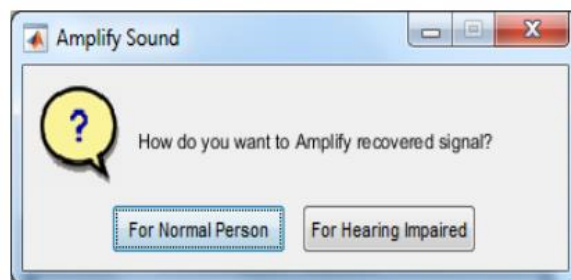 Amplify Sound
?
How do you want to Amplify recovered signal?
For Normal Person
For Hearing Impaired